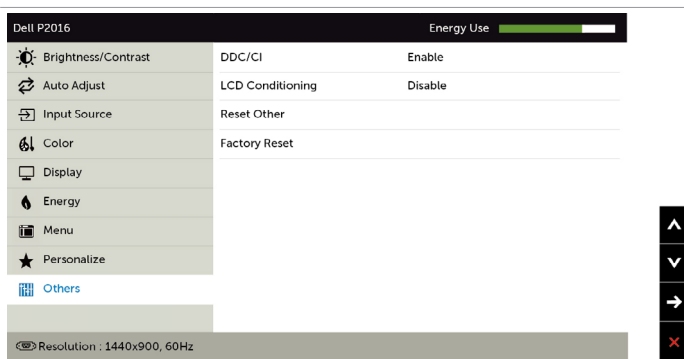 Dell P2016 Energy Use
Brightness/Contrast DDC/CI Enable
Auto Adjust LCD Conditioning Disable
Input Source Reset Other
Color Factory Reset
Display
Energy
Menu
Personalize
Others
Resolution : 1440x900, 60Hz